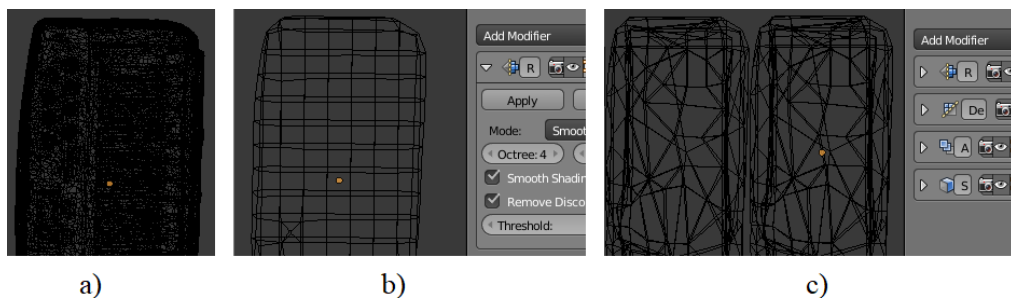 Add Modifier
R
Apply
Mode: Smoot
Octree: 4
Smooth Shadin
Remove Disco
Threshold:
Add Modifier
R
De
A
S
a)
b)
c)